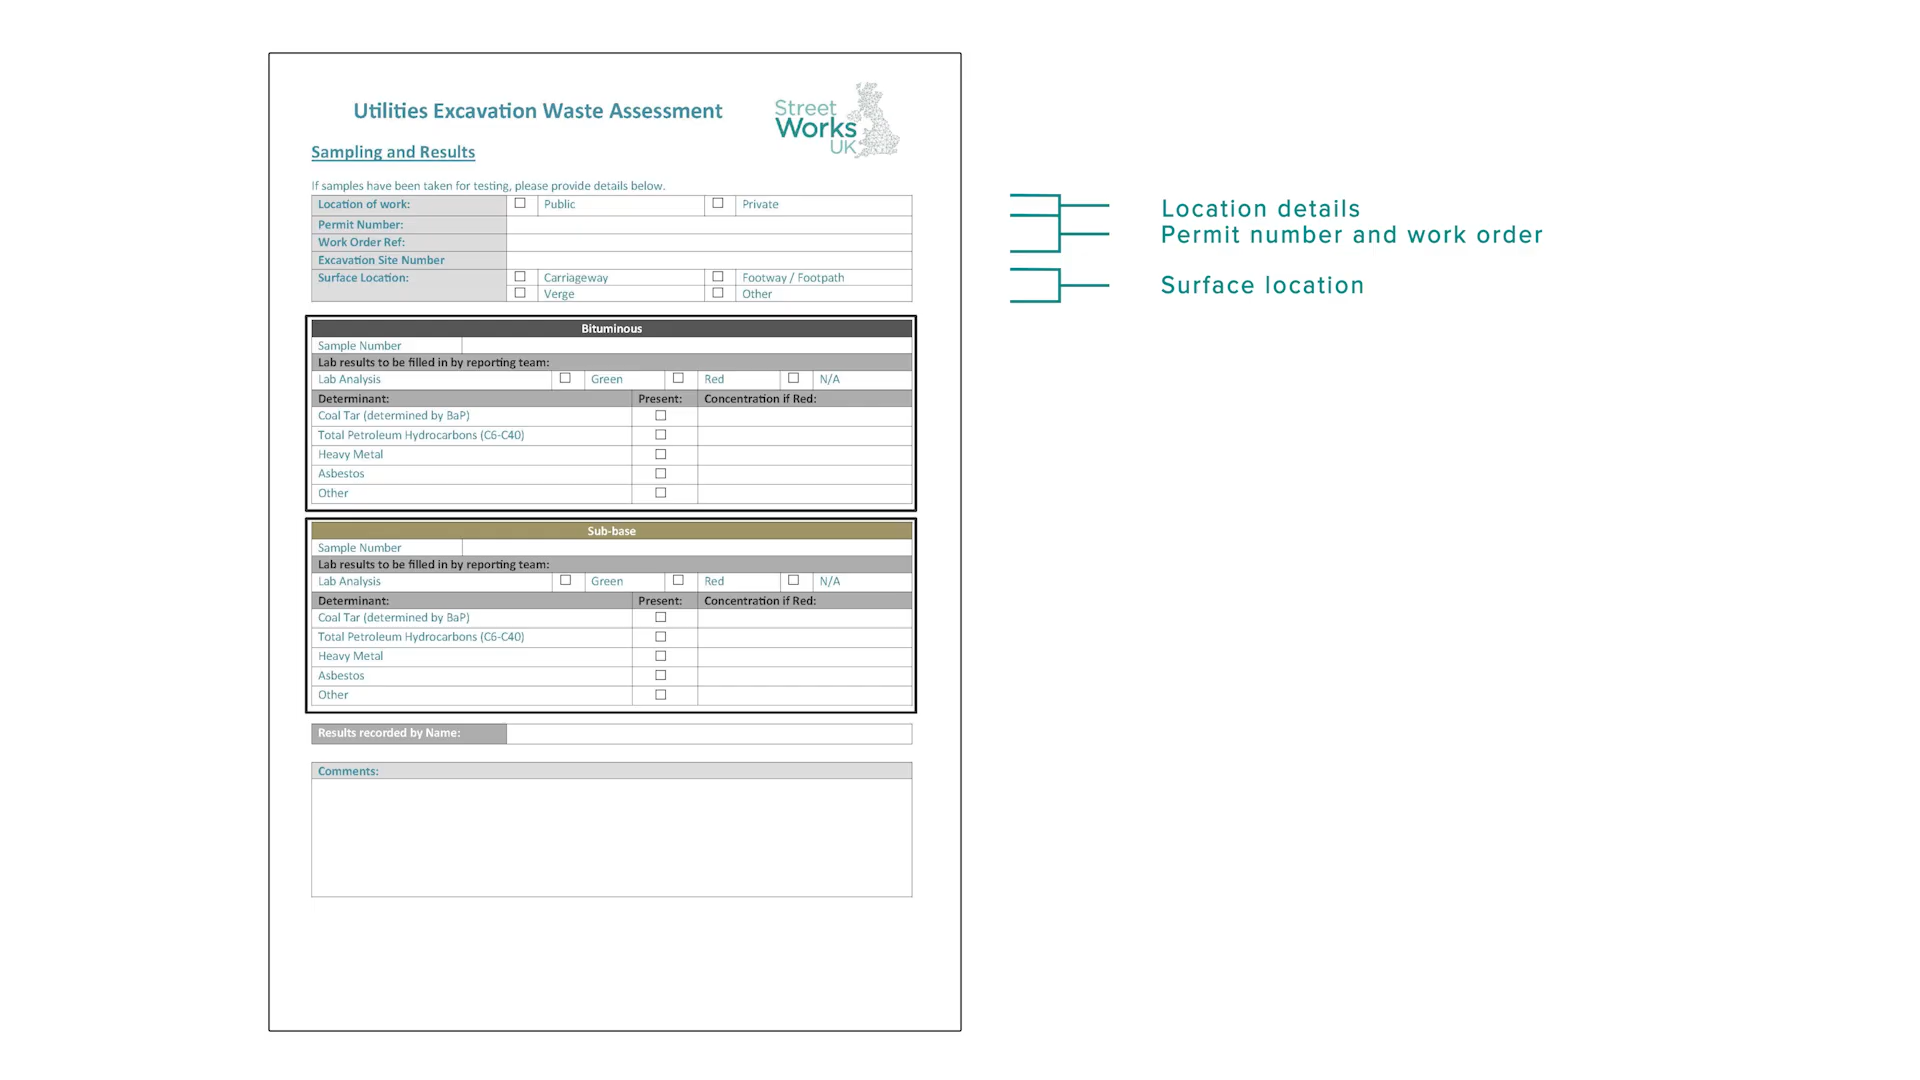 Utilities Excavation Waste Assessment
Street
Works
UK
Sampling and Results
If samples have been taken for testing, please provide details below.
Location of work: Public Private
Permit Number:
Work Order Ref:
Excavation Site Number
Surface Location: Carriageway Footway / Footpath
Verge Other
Bituminous
Sample Number
Lab results to be filled in by reporting team:
Lab Analysis Green Red N/A
Determinant: Present: Concentration if Red:
Coal Tar (determined by BaP)
Total Petroleum Hydrocarbons (C6-C40)
Heavy Metal
Asbestos
Other
Sub-base
Sample Number
Lab results to be filled in by reporting team:
Lab Analysis Green Red N/A
Determinant: Present: Concentration if Red:
Coal Tar (determined by BaP)
Total Petroleum Hydrocarbons (C6-C40)
Heavy Metal
Asbestos
Other
Results recorded by Name:
Comments:
Location details
Permit number and work order
Surface location